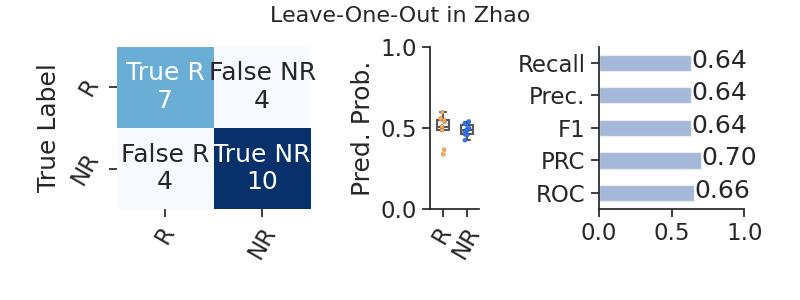 Leave-One-Out in Zhao
True Label
R
NR
True R
7
False NR
4
False R
4
True NR
10
R
NR
Pred. Prob.
1.0
0.5
0.0
R
NR
Recall
0.64
Prec.
0.64
F1
0.64
PRC
0.70
ROC
0.66
0.0
0.5
1.0